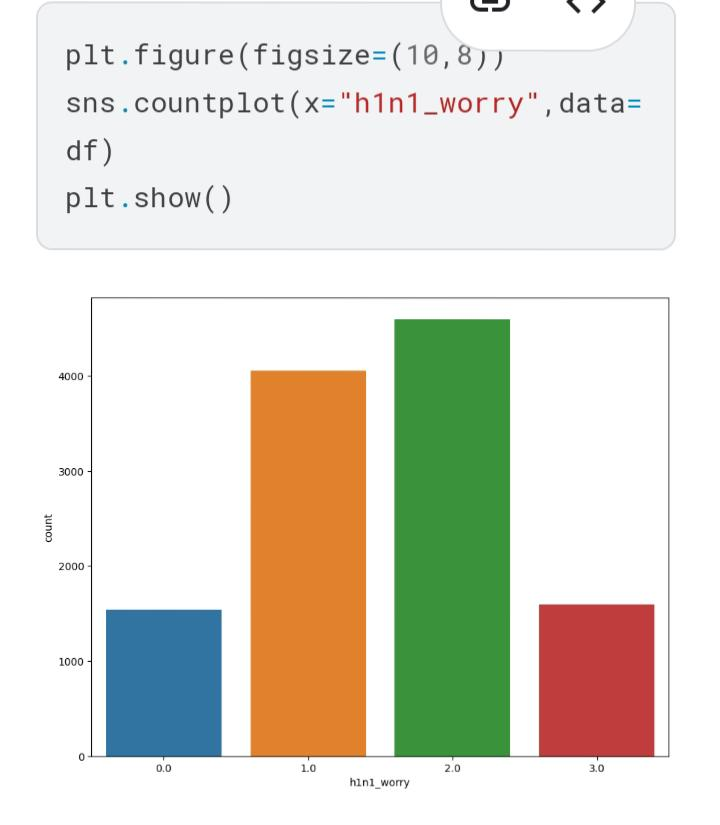 plt.figure(figsize=(10,8))
sns.countplot(x="h1n1_worry",data=
df)
plt.show()
4000
3000
2000
1000
0
count
0.0 1.0 2.0 3.0
h1n1_worry